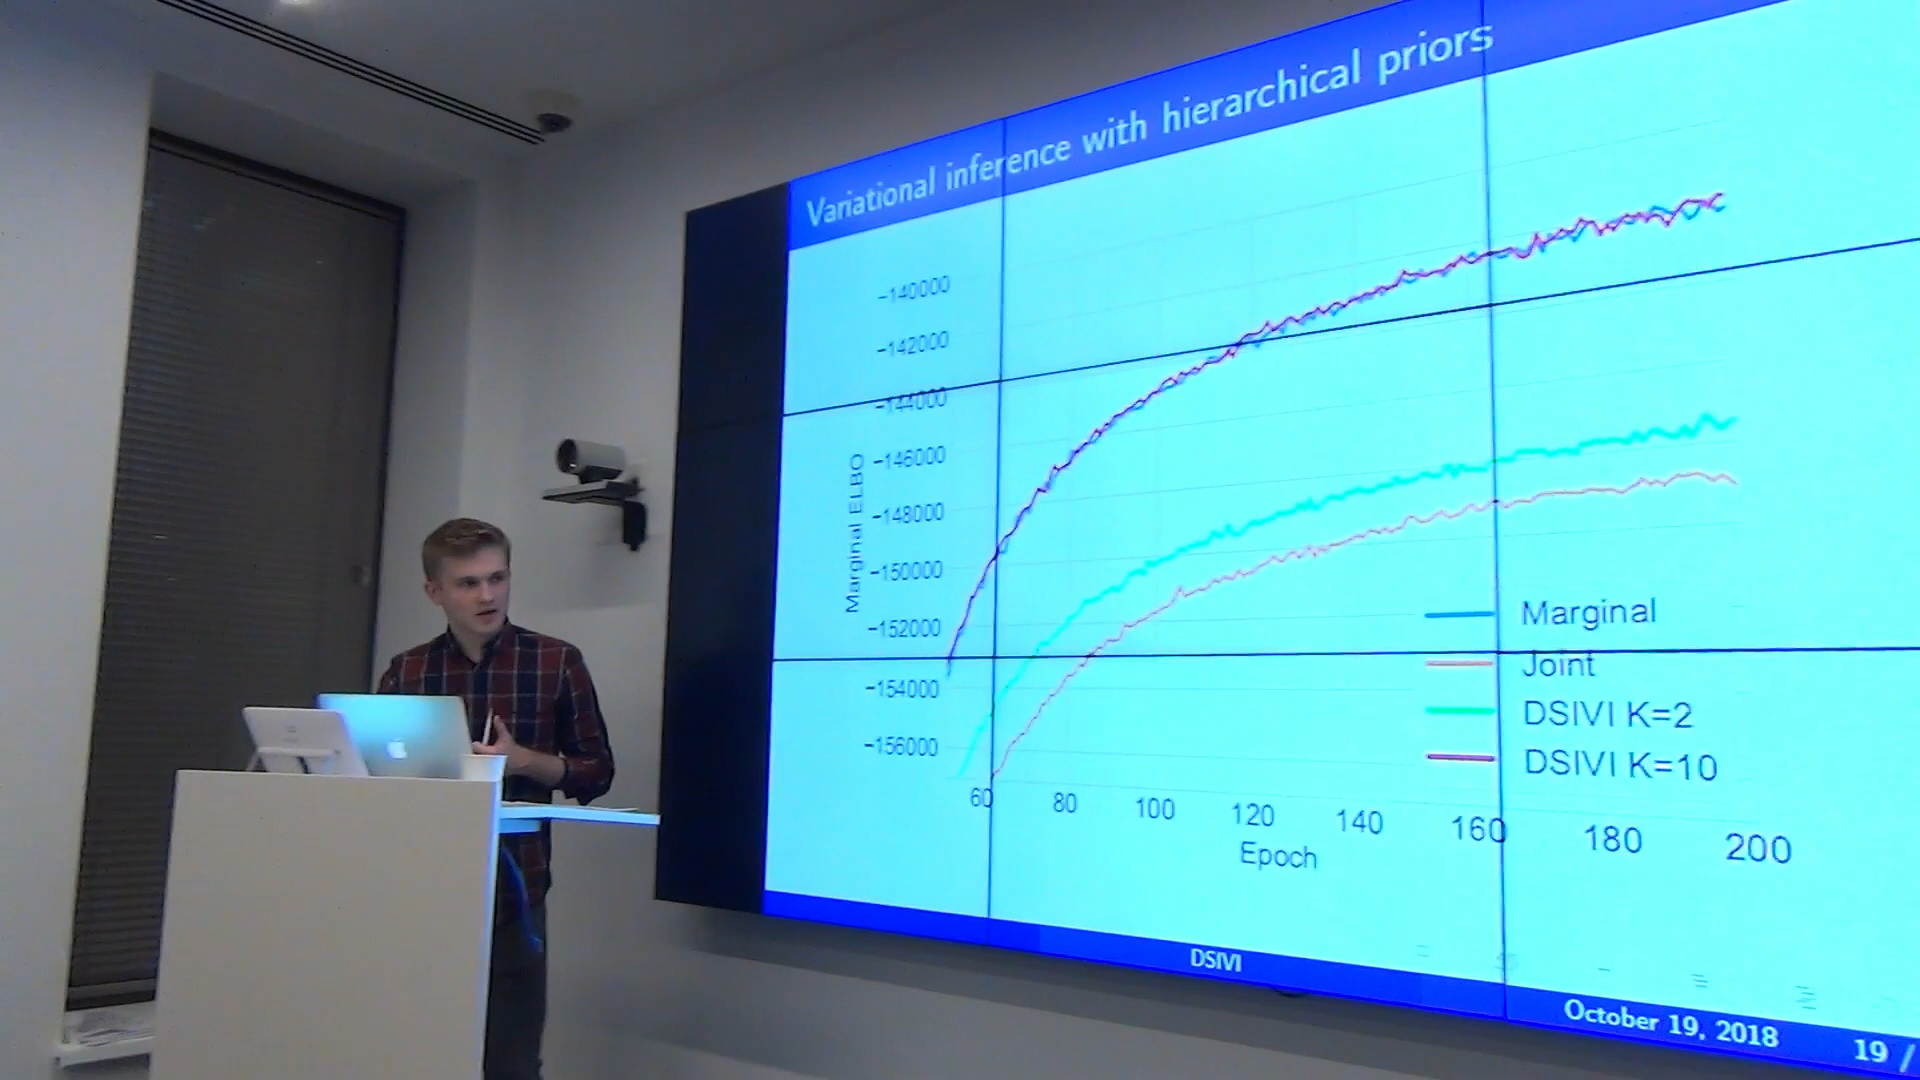 Variational inference with hierarchical priors
−140000
−142000
−144000
−146000
−148000
−150000
−152000
−154000
−156000
Marginal ELBO
60 80 100 120 140 160 180 200
Epoch
Marginal
Joint
DSIVI K=2
DSIVI K=10
DSIVI
October 19, 2018
19 /